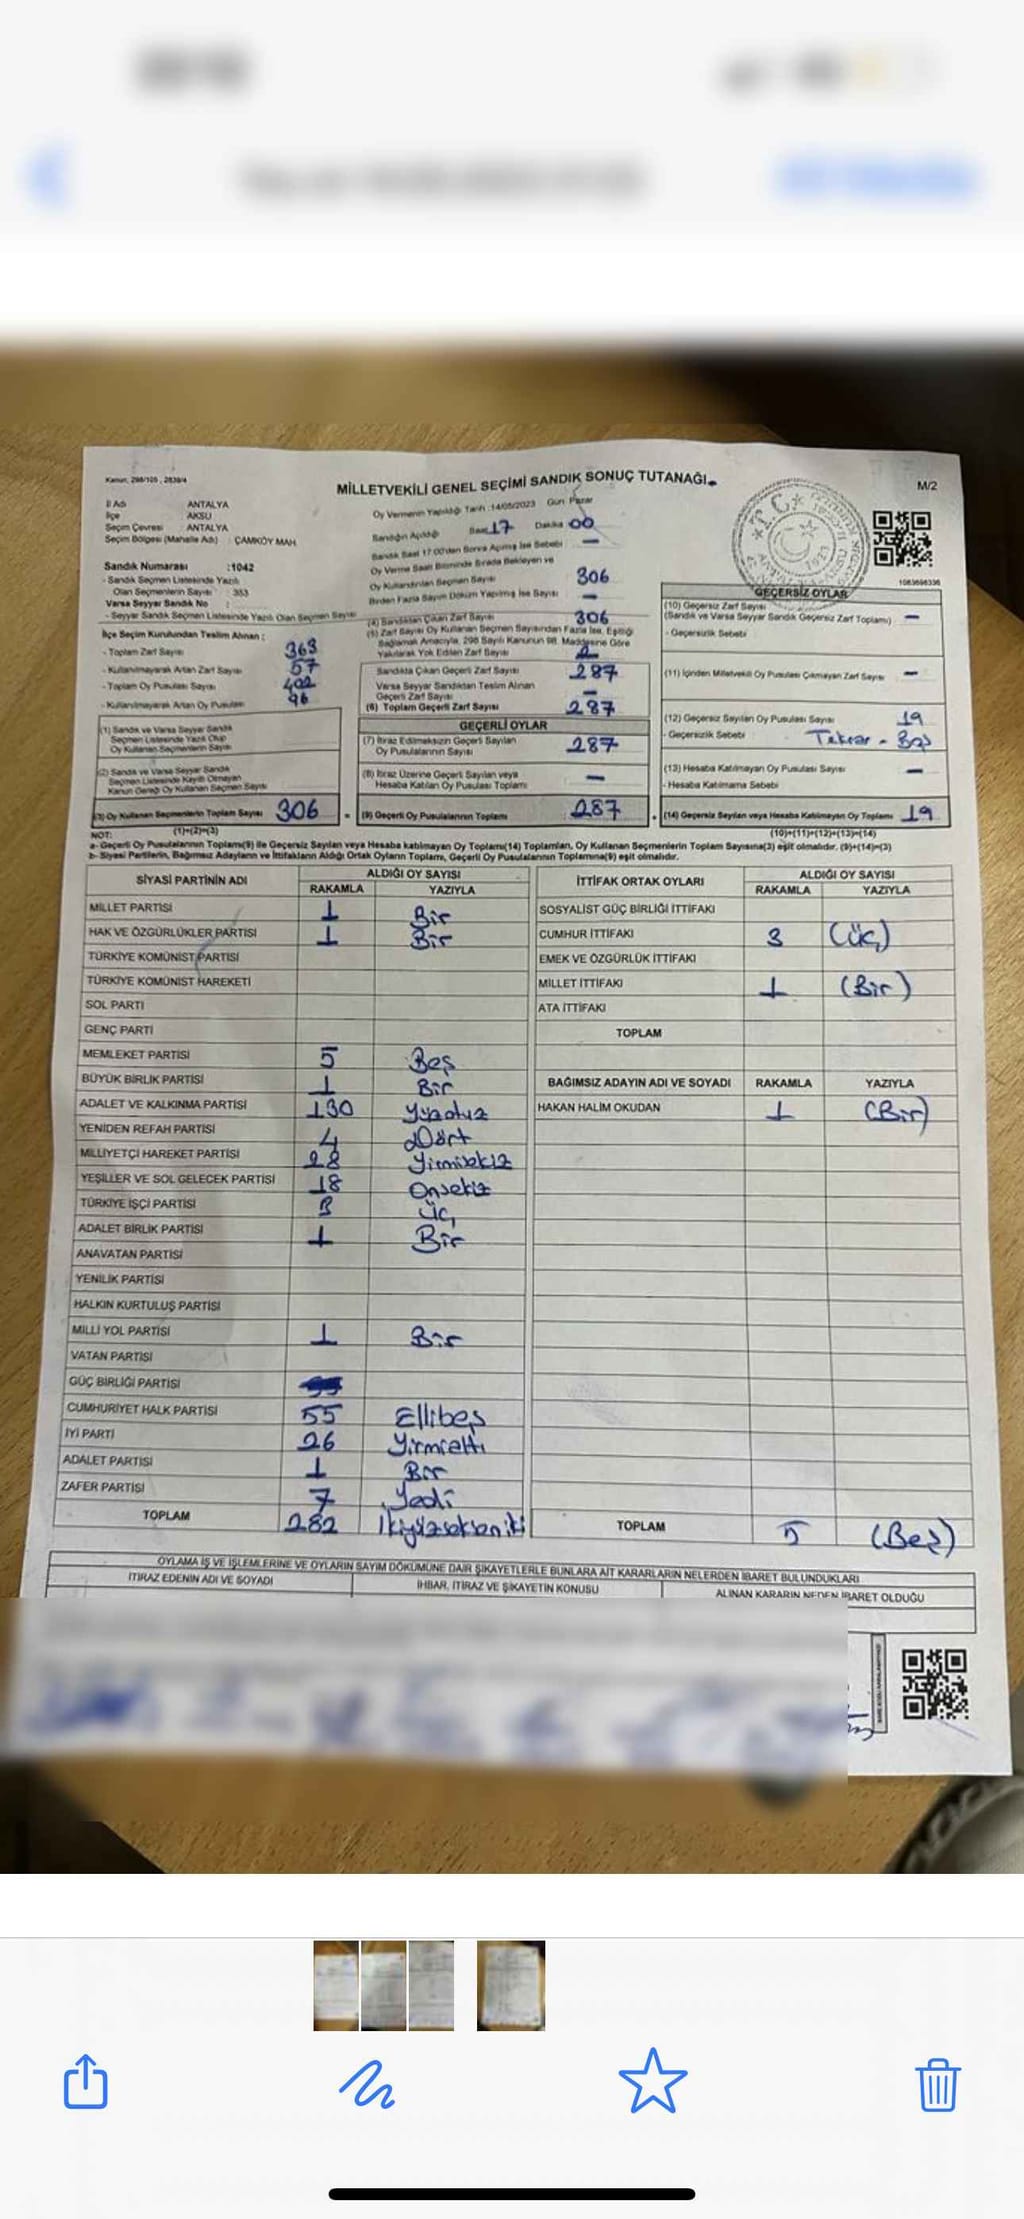 Kanun, 298/105 , 2839/4
MİLLETVEKİLİ GENEL SEÇİMİ SANDIK SONUÇ TUTANAĞI
M/2
İl Adı ANTALYA
İlçe AKSU
Seçim Çevresi ANTALYA
Seçim Bölgesi (Mahalle Adı) : ÇAMKÖY MAH.
Sandık Numarası :1042
- Sandık Seçmen Listesinde Yazılı
Olan Seçmenlerin Sayısı : 353
Varsa Seyyar Sandık No :
- Seyyar Sandık Seçmen Listesinde Yazılı Olan Seçmen Sayısı
İlçe Seçim Kurulundan Teslim Alınan :
- Toplam Zarf Sayısı 363
- Kullanılmayarak Artan Zarf Sayısı 57
- Toplam Oy Pusulası Sayısı 402
- Kullanılmayarak Artan Oy Pusulası 96
(1) Sandık ve Varsa Seyyar Sandık
Seçmen Listesinde Yazılı Olup
Oy Kullanan Seçmenlerin Sayısı
(2) Sandık ve Varsa Seyyar Sandık
Seçmen Listesinde Kayıtlı Olmayan
Kanun Gereği Oy Kullanan Seçmen Sayısı
(3) Oy Kullanan Seçmenlerin Toplam Sayısı 306
(1)+(2)=(3)
Oy Vermenin Yapıldığı Tarih :14/05/2023 Gün Pazar
Sandığın Açıldığı Saat 17 Dakika 00
Sandık Saat 17.00'den Sonra Açılmış İse Sebebi —
Oy Verme Saati Bitiminde Sırada Bekleyen ve
Oy Kullandırılan Seçmen Sayısı 306
Birden Fazla Sayım Döküm Yapılmış İse Sayısı —
(4) Sandıktan Çıkan Zarf Sayısı 306
(5) Zarf Sayısı Oy Kullanan Seçmen Sayısından Fazla İse, Eşitliği
Sağlamak Amacıyla, 298 Sayılı Kanunun 98. Maddesine Göre
Yakılarak Yok Edilen Zarf Sayısı
Sandıkta Çıkan Geçerli Zarf Sayısı 287
Varsa Seyyar Sandıktan Teslim Alınan
Geçerli Zarf Sayısı —
(6) Toplam Geçerli Zarf Sayısı 287
GEÇERLİ OYLAR
(7) İtiraz Edilmeksizin Geçerli Sayılan
Oy Pusulalarının Sayısı 287
(8) İtiraz Üzerine Geçerli Sayılan veya
Hesaba Katılan Oy Pusulası Toplamı —
(9) Geçerli Oy Pusulalarının Toplamı 287
1083698336
GEÇERSİZ OYLAR
(10) Geçersiz Zarf Sayısı
(Sandık ve Varsa Seyyar Sandık Geçersiz Zarf Toplamı) —
- Geçersizlik Sebebi
(11) İçinden Milletvekili Oy Pusulası Çıkmayan Zarf Sayısı —
(12) Geçersiz Sayılan Oy Pusulası Sayısı 19
- Geçersizlik Sebebi Tekrar - Boş
(13) Hesaba Katılmayan Oy Pusulası Sayısı —
- Hesaba Katılmama Sebebi
(14) Geçersiz Sayılan veya Hesaba Katılmayan Oy Toplamı 19
(10)+(11)+(12)+(13)=(14)
NOT:
a- Geçerli Oy Pusulalarının Toplamı(9) ile Geçersiz Sayılan veya Hesaba katılmayan Oy Toplamı(14) Toplamları, Oy Kullanan Seçmenlerin Toplam Sayısına(3) eşit olmalıdır. (9)+(14)=(3)
b- Siyasi Partilerin, Bağımsız Adayların ve İttifakların Aldığı Ortak Oyların Toplamı, Geçerli Oy Pusulalarının Toplamına(9) eşit olmalıdır.
SİYASİ PARTİNİN ADI ALDIĞI OY SAYISI
RAKAMLA YAZIYLA
MİLLET PARTİSİ 1 Bir
HAK VE ÖZGÜRLÜKLER PARTİSİ 1 Bir
TÜRKİYE KOMÜNİST PARTİSİ
TÜRKİYE KOMÜNİST HAREKETİ
SOL PARTİ
GENÇ PARTİ
MEMLEKET PARTİSİ 5 Beş
BÜYÜK BİRLİK PARTİSİ 1 Bir
ADALET VE KALKINMA PARTİSİ 130 Yüzotuz
YENİDEN REFAH PARTİSİ 4 Dört
MİLLİYETÇİ HAREKET PARTİSİ 28 Yirmisekiz
YEŞİLLER VE SOL GELECEK PARTİSİ 18 Onsekiz
TÜRKİYE İŞÇİ PARTİSİ 3 Üç
ADALET BİRLİK PARTİSİ 1 Bir
ANAVATAN PARTİSİ
YENİLİK PARTİSİ
HALKIN KURTULUŞ PARTİSİ
MİLLİ YOL PARTİSİ 1 Bir
VATAN PARTİSİ
GÜÇ BİRLİĞİ PARTİSİ
CUMHURİYET HALK PARTİSİ 55 Ellibeş
İYİ PARTİ 26 Yirmialtı
ADALET PARTİSİ 1 Bir
ZAFER PARTİSİ 7 Yedi
TOPLAM 282 İkiyüzsekseniki
İTTİFAK ORTAK OYLARI ALDIĞI OY SAYISI
RAKAMLA YAZIYLA
SOSYALİST GÜÇ BİRLİĞİ İTTİFAKI
CUMHUR İTTİFAKI 3 (Üç)
EMEK VE ÖZGÜRLÜK İTTİFAKI
MİLLET İTTİFAKI 1 (Bir)
ATA İTTİFAKI
TOPLAM
BAĞIMSIZ ADAYIN ADI VE SOYADI RAKAMLA YAZIYLA
HAKAN HALİM OKUDAN 1 (Bir)
TOPLAM 5 (Beş)
OYLAMA İŞ VE İŞLEMLERİNE VE OYLARIN SAYIM DÖKÜMÜNE DAİR ŞİKAYETLERLE BUNLARA AİT KARARLARIN NELERDEN İBARET BULUNDUKLARI
İTİRAZ EDENİN ADI VE SOYADI İHBAR, İTİRAZ VE ŞİKAYETİN KONUSU ALINAN KARARIN NEDEN İBARET OLDUĞU